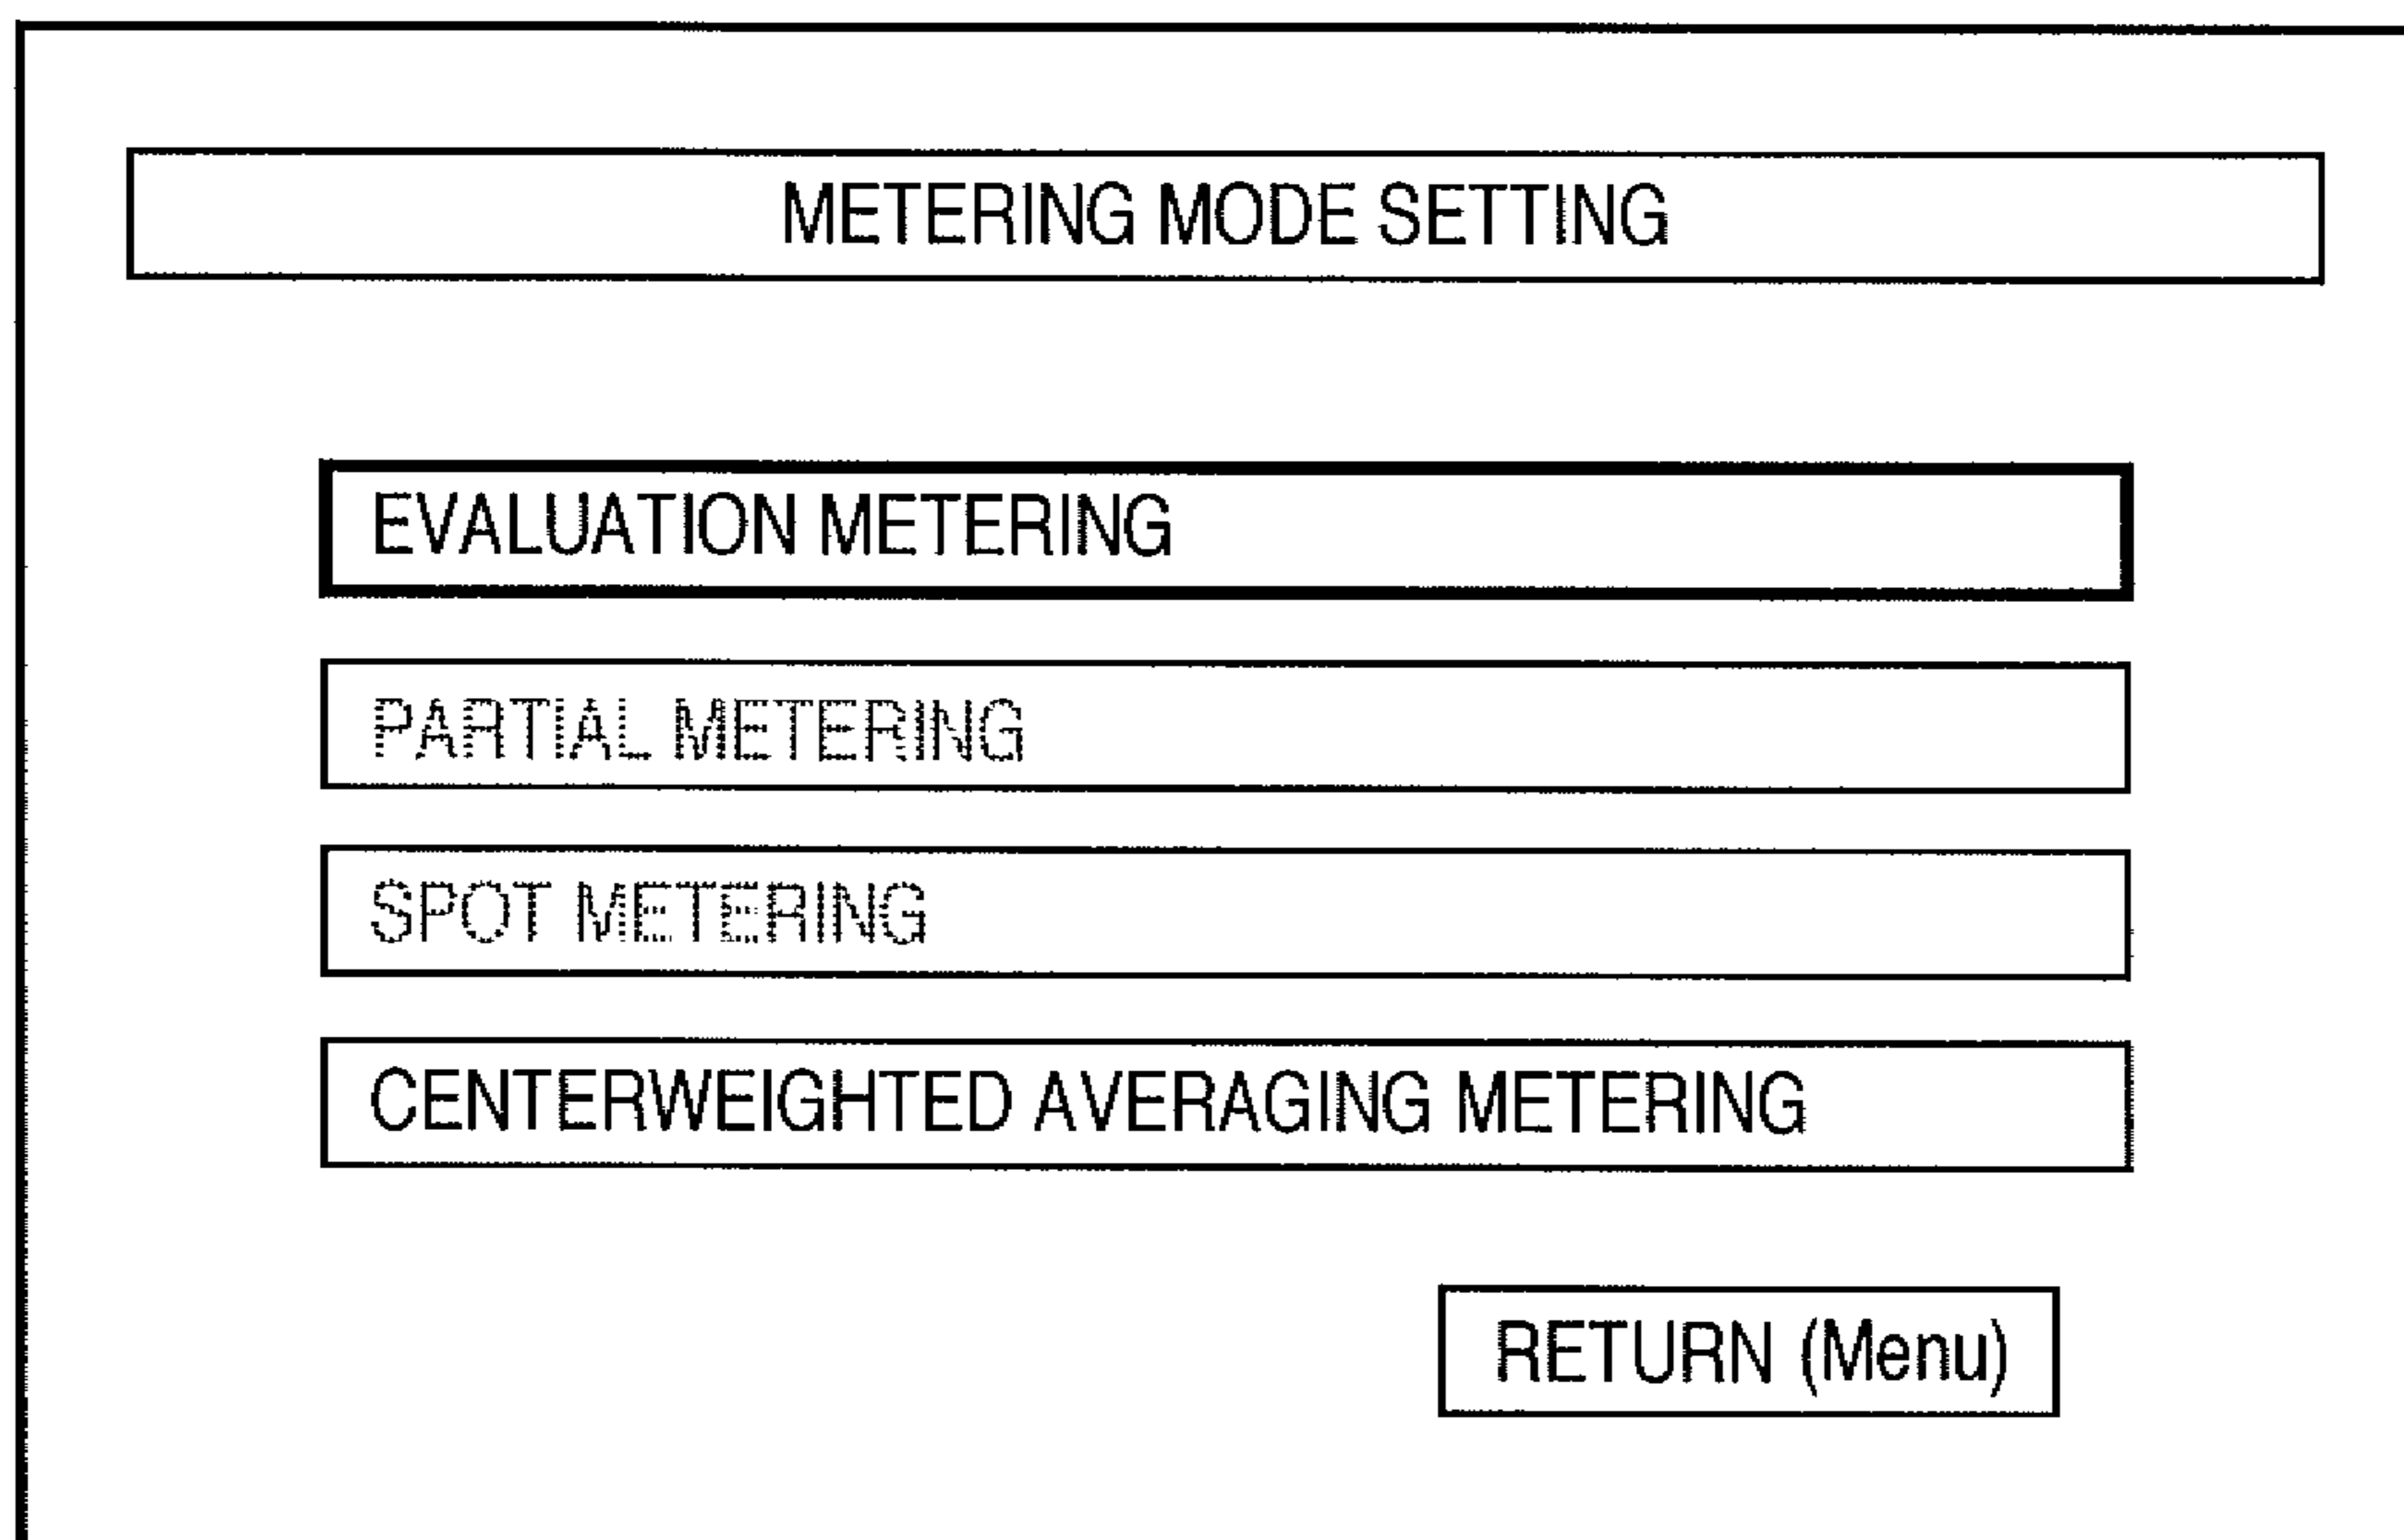 METERING MODE SETTING
EVALUATION METERING
PARTIAL METERING
SPOT METERING
CENTERWEIGHTED AVERAGING METERING
RETURN (Menu)